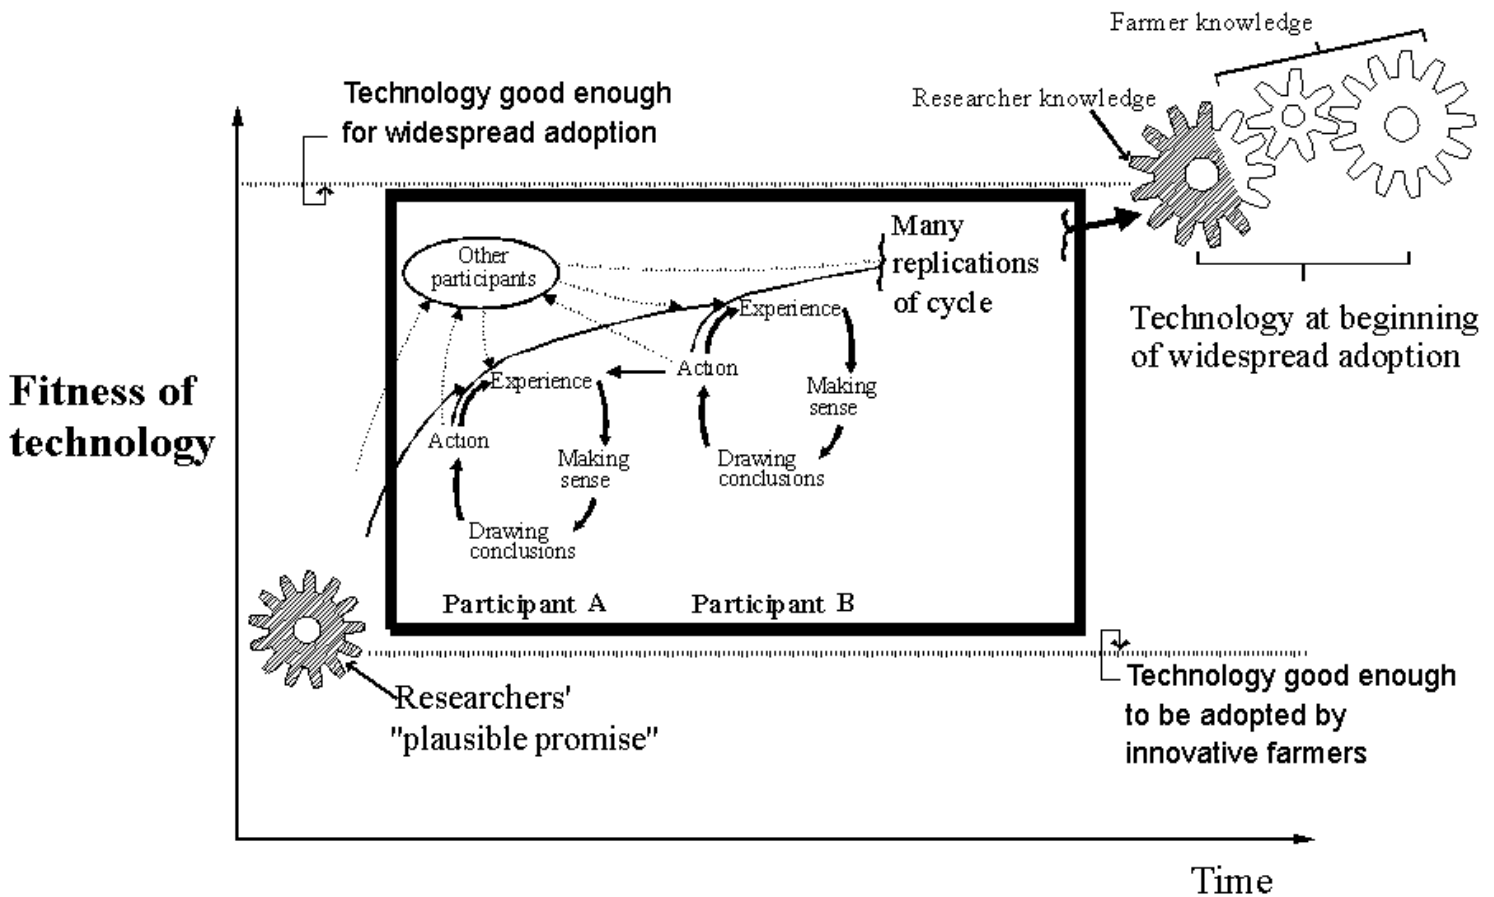 Farmer knowledge
Researcher knowledge
Technology good enough
for widespread adoption
Many
replications
of cycle
Other
participants
Experience
Action
Making
sense
Drawing
conclusions
Experience
Action
Making
sense
Drawing
conclusions
Technology at beginning
of widespread adoption
Fitness of
technology
Participant A
Participant B
Researchers'
"plausible promise"
Technology good enough
to be adopted by
innovative farmers
Time